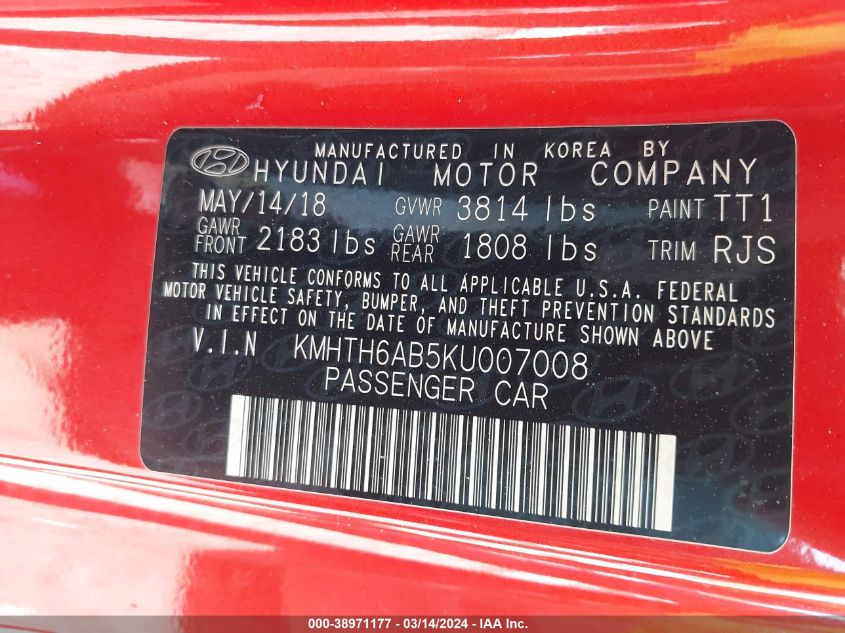 MANUFACTURED IN KOREA BY
HYUNDAI MOTOR COMPANY
MAY/14/18 GVWR 3814 lbs PAINT TT1
GAWR FRONT 2183 lbs GAWR REAR 1808 lbs TRIM RJS
THIS VEHICLE CONFORMS TO ALL APPLICABLE U.S.A. FEDERAL
MOTOR VEHICLE SAFETY, BUMPER, AND THEFT PREVENTION STANDARDS
IN EFFECT ON THE DATE OF MANUFACTURE SHOWN ABOVE
V.I.N KMHTH6AB5KU007008
PASSENGER CAR
000-38971177 - 03/14/2024 - IAA Inc.